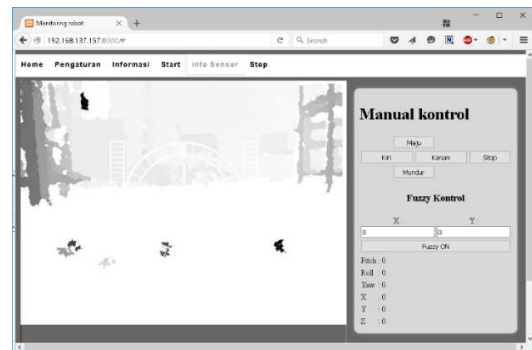 Monitoring robot
192.168.137.157:8000/#
Search
Home Pengaturan Informasi Start Info Sensor Stop
Manual kontrol
Maju
Kiri Kanan Stop
Mundur
Fuzzy Kontrol
X : Y :
0 0
Fuzzy ON
Pitch : 0
Roll : 0
Yaw : 0
X : 0
Y : 0
Z : 0